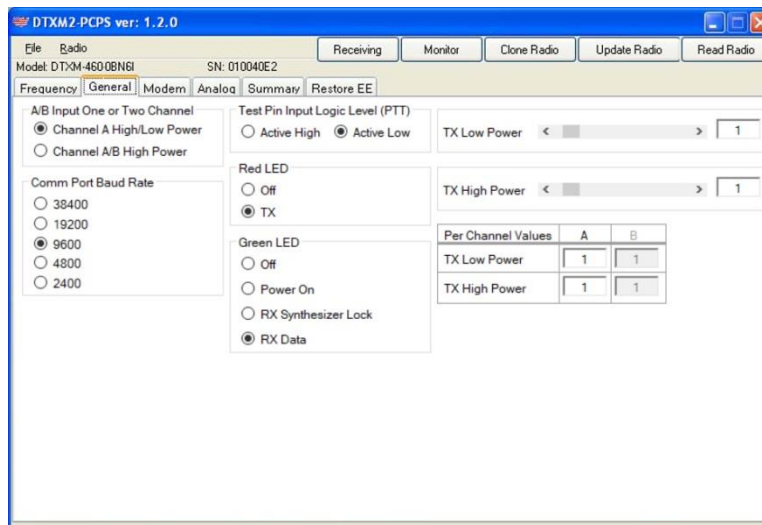 DTXM2-PCPS ver: 1.2.0
File Radio Receiving Monitor Clone Radio Update Radio Read Radio
Model: DTXM-460-0BN6I SN: 010040E2
Frequency General Modem Analog Summary Restore EE
A/B Input One or Two Channel
Channel A High/Low Power
Channel A/B High Power
Comm Port Baud Rate
38400
19200
9600
4800
2400
Test Pin Input Logic Level (PTT)
Active High Active Low
Red LED
Off
TX
Green LED
Off
Power On
RX Synthesizer Lock
RX Data
TX Low Power 1
TX High Power 1
Per Channel Values A B
TX Low Power 1 1
TX High Power 1 1